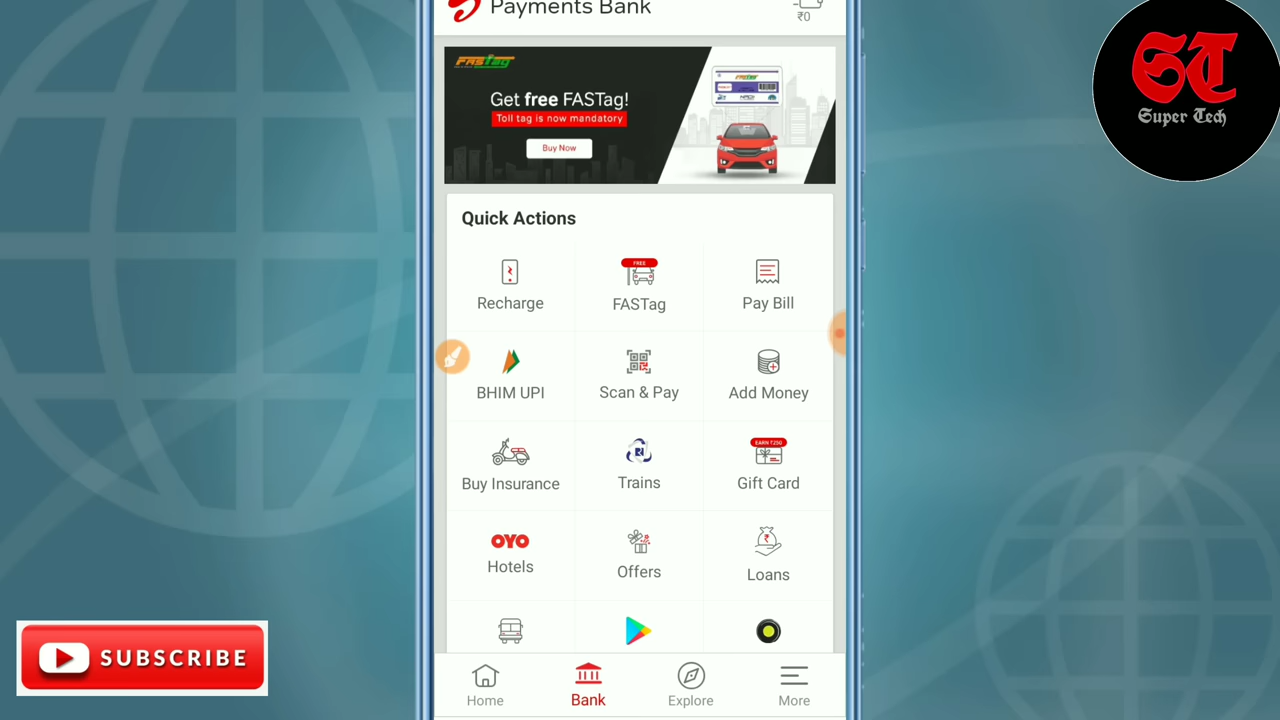 Payments Bank
₹0
FASTag
Get free FASTag!
Toll tag is now mandatory
Buy Now
FASTag
ST
Super Tech
Quick Actions
Recharge
FREE
FASTag
Pay Bill
BHIM UPI
Scan & Pay
Add Money
Buy Insurance
Trains
EARN ₹250
Gift Card
OYO
Hotels
Offers
Loans
SUBSCRIBE
Home
Bank
Explore
More